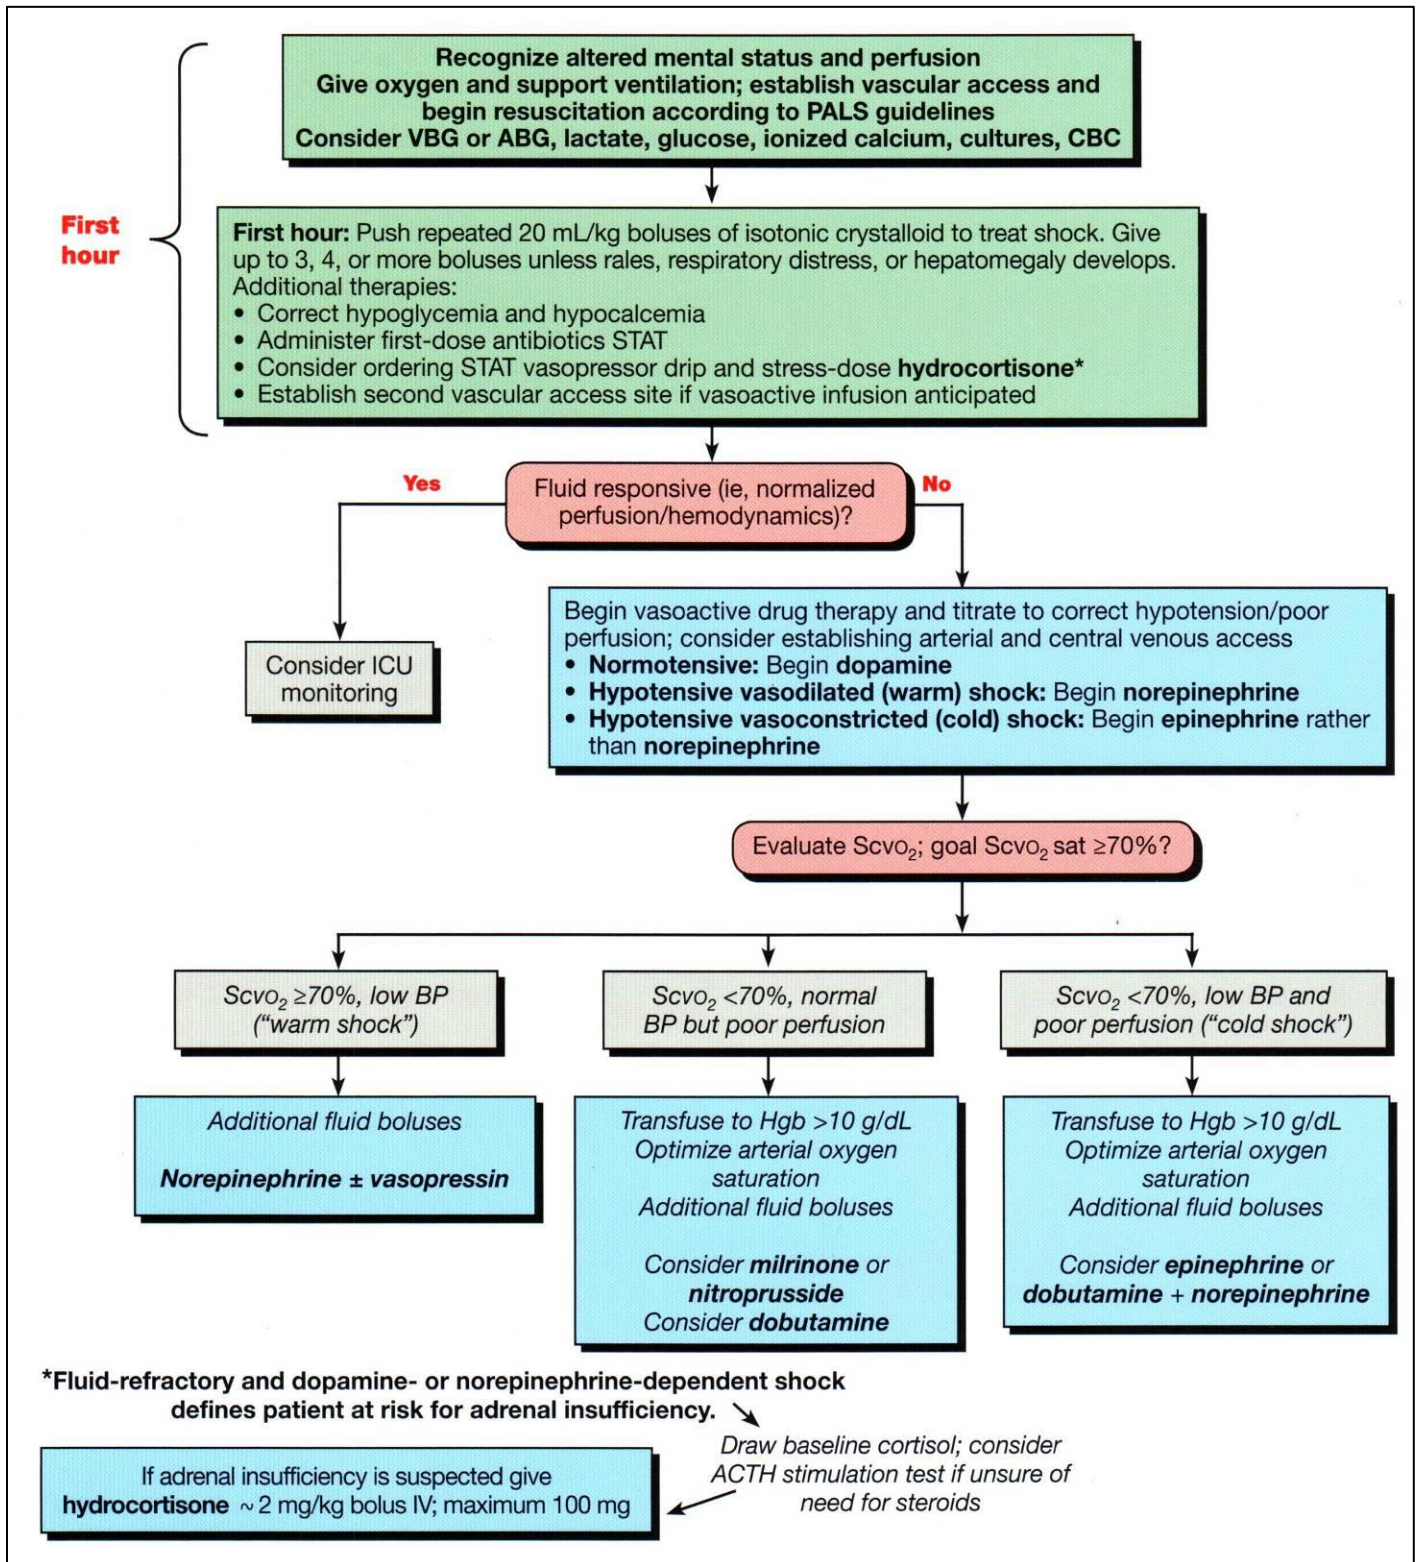 Recognize altered mental status and perfusion
Give oxygen and support ventilation; establish vascular access and
begin resuscitation according to PALS guidelines
Consider VBG or ABG, lactate, glucose, ionized calcium, cultures, CBC
First
hour
First hour: Push repeated 20 mL/kg boluses of isotonic crystalloid to treat shock. Give
up to 3, 4, or more boluses unless rales, respiratory distress, or hepatomegaly develops.
Additional therapies:
• Correct hypoglycemia and hypocalcemia
• Administer first-dose antibiotics STAT
• Consider ordering STAT vasopressor drip and stress-dose hydrocortisone*
• Establish second vascular access site if vasoactive infusion anticipated
Yes
Fluid responsive (ie, normalized
perfusion/hemodynamics)?
No
Consider ICU
monitoring
Begin vasoactive drug therapy and titrate to correct hypotension/poor
perfusion; consider establishing arterial and central venous access
• Normotensive: Begin dopamine
• Hypotensive vasodilated (warm) shock: Begin norepinephrine
• Hypotensive vasoconstricted (cold) shock: Begin epinephrine rather
than norepinephrine
Evaluate ScvO₂; goal ScvO₂ sat ≥70%?
ScvO₂ ≥70%, low BP
(“warm shock”)
ScvO₂ <70%, normal
BP but poor perfusion
ScvO₂ <70%, low BP and
poor perfusion (“cold shock”)
Additional fluid boluses
Norepinephrine ± vasopressin
Transfuse to Hgb >10 g/dL
Optimize arterial oxygen
saturation
Additional fluid boluses
Consider milrinone or
nitroprusside
Consider dobutamine
Transfuse to Hgb >10 g/dL
Optimize arterial oxygen
saturation
Additional fluid boluses
Consider epinephrine or
dobutamine + norepinephrine
*Fluid-refractory and dopamine- or norepinephrine-dependent shock
defines patient at risk for adrenal insufficiency.
Draw baseline cortisol; consider
ACTH stimulation test if unsure of
need for steroids
If adrenal insufficiency is suspected give
hydrocortisone ~ 2 mg/kg bolus IV; maximum 100 mg